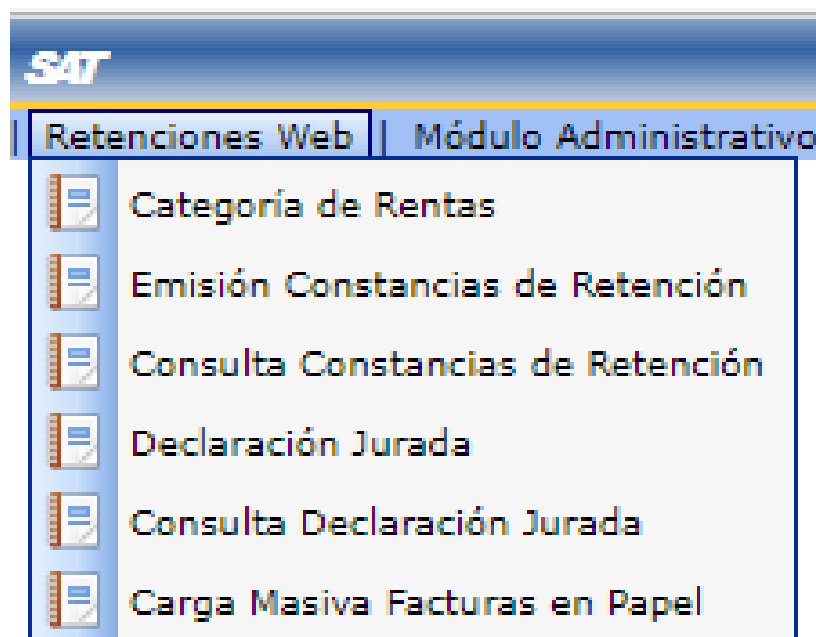 SAT
| Retenciones Web | Módulo Administrativo
Categoría de Rentas
Emisión Constancias de Retención
Consulta Constancias de Retención
Declaración Jurada
Consulta Declaración Jurada
Carga Masiva Facturas en Papel